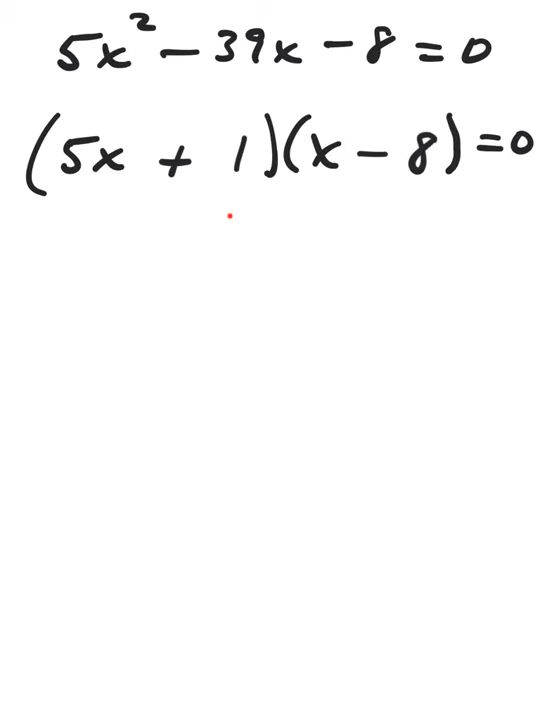 5x² − 39x − 8 = 0
(5x + 1)(x − 8) = 0